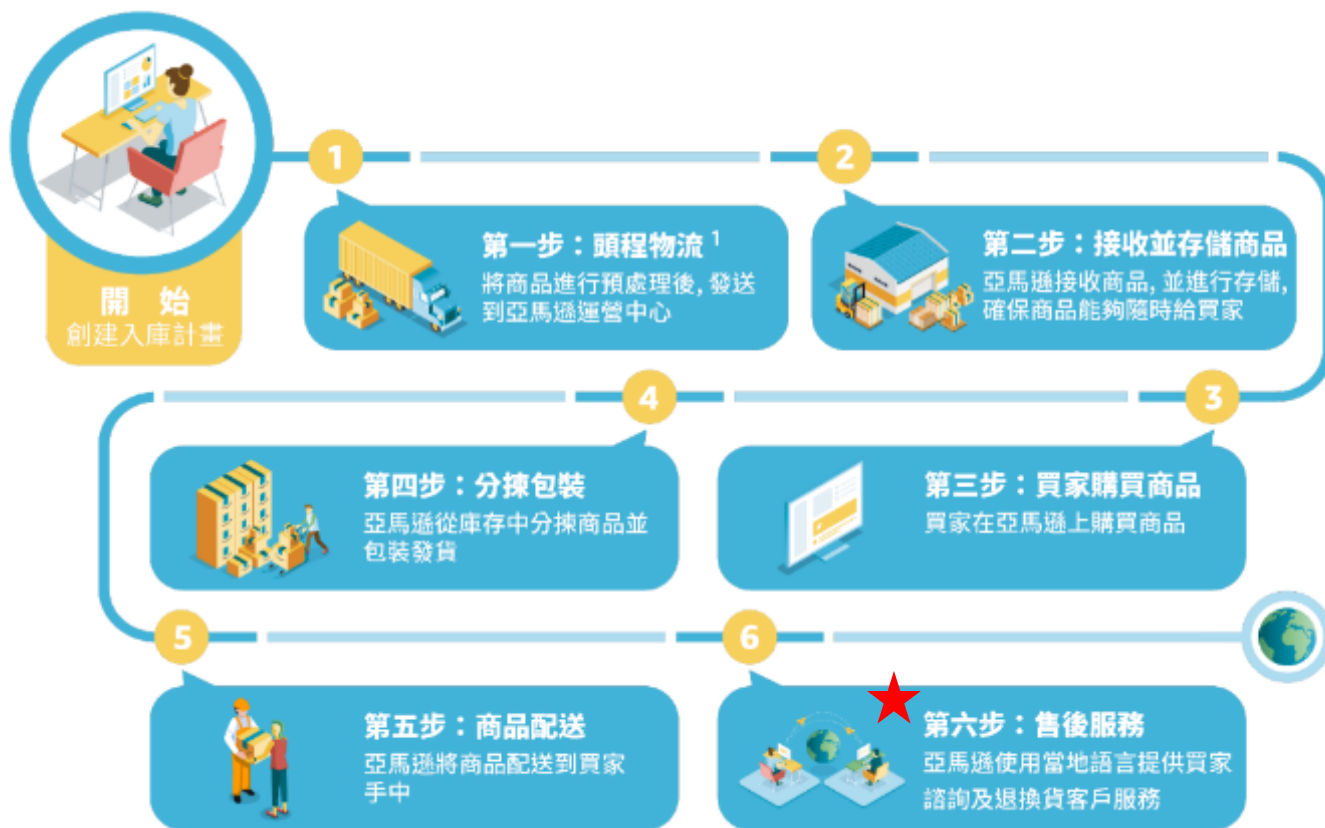 開 始
創建入庫計畫
1
第一步：頭程物流 1
將商品進行預處理後, 發送
到亞馬遜運營中心
2
第二步：接收並存儲商品
亞馬遜接收商品, 並進行存儲,
確保商品能夠隨時給買家
3
第三步：買家購買商品
買家在亞馬遜上購買商品
4
第四步：分揀包裝
亞馬遜從庫存中分揀商品並
包裝發貨
5
第五步：商品配送
亞馬遜將商品配送到買家
手中
6
第六步：售後服務
亞馬遜使用當地語言提供買家
諮詢及退換貨客戶服務